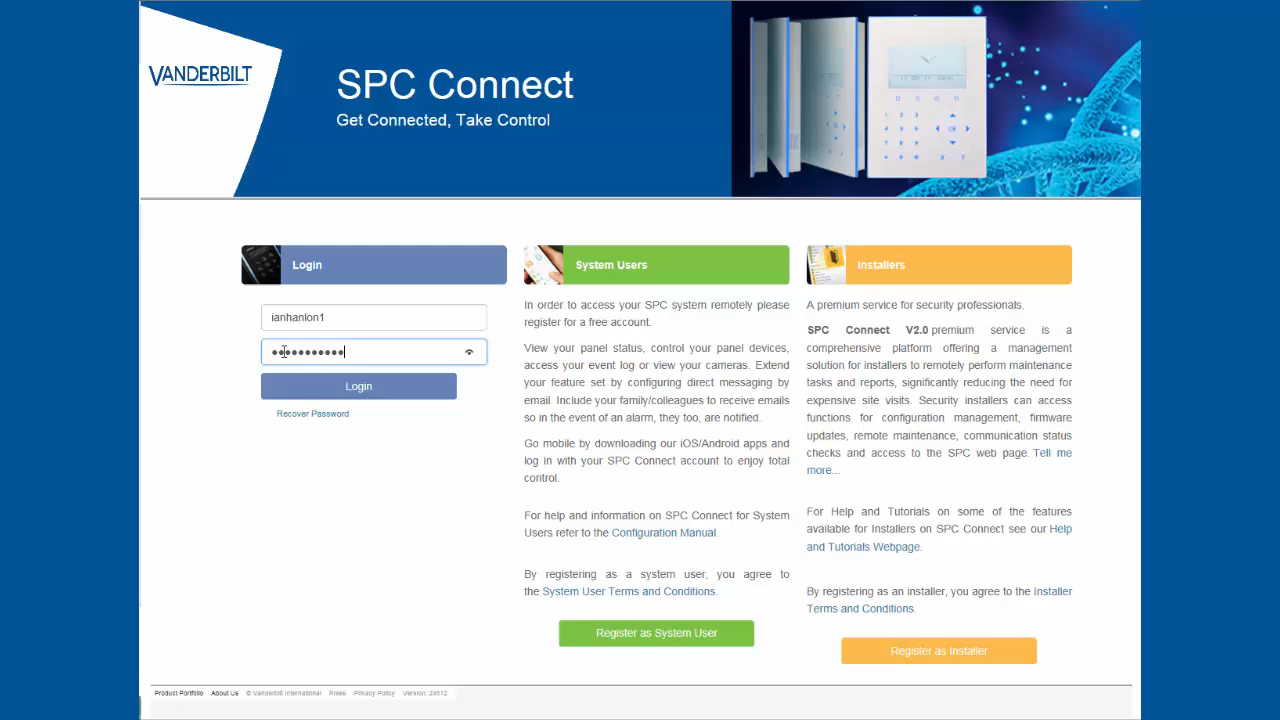 VANDERBILT
SPC Connect
Get Connected, Take Control
Login
ianhanlon1
Login
Recover Password
System Users
In order to access your SPC system remotely please
register for a free account.
View your panel status, control your panel devices,
access your event log or view your cameras. Extend
your feature set by configuring direct messaging by
email. Include your family/colleagues to receive emails
so in the event of an alarm, they too, are notified.
Go mobile by downloading our iOS/Android apps and
log in with your SPC Connect account to enjoy total
control.
For help and information on SPC Connect for System
Users refer to the Configuration Manual.
By registering as a system user, you agree to
the System User Terms and Conditions.
Register as System User
Installers
A premium service for security professionals.
SPC Connect V2.0 premium service is a
comprehensive platform offering a management
solution for installers to remotely perform maintenance
tasks and reports, significantly reducing the need for
expensive site visits. Security installers can access
functions for configuration management, firmware
updates, remote maintenance, communication status
checks and access to the SPC web page. Tell me
more...
For Help and Tutorials on some of the features
available for Installers on SPC Connect see our Help
and Tutorials Webpage.
By registering as an installer, you agree to the Installer
Terms and Conditions.
Register as Installer
Product Portfolio About Us © Vanderbilt International Press Privacy Policy Version: 24612